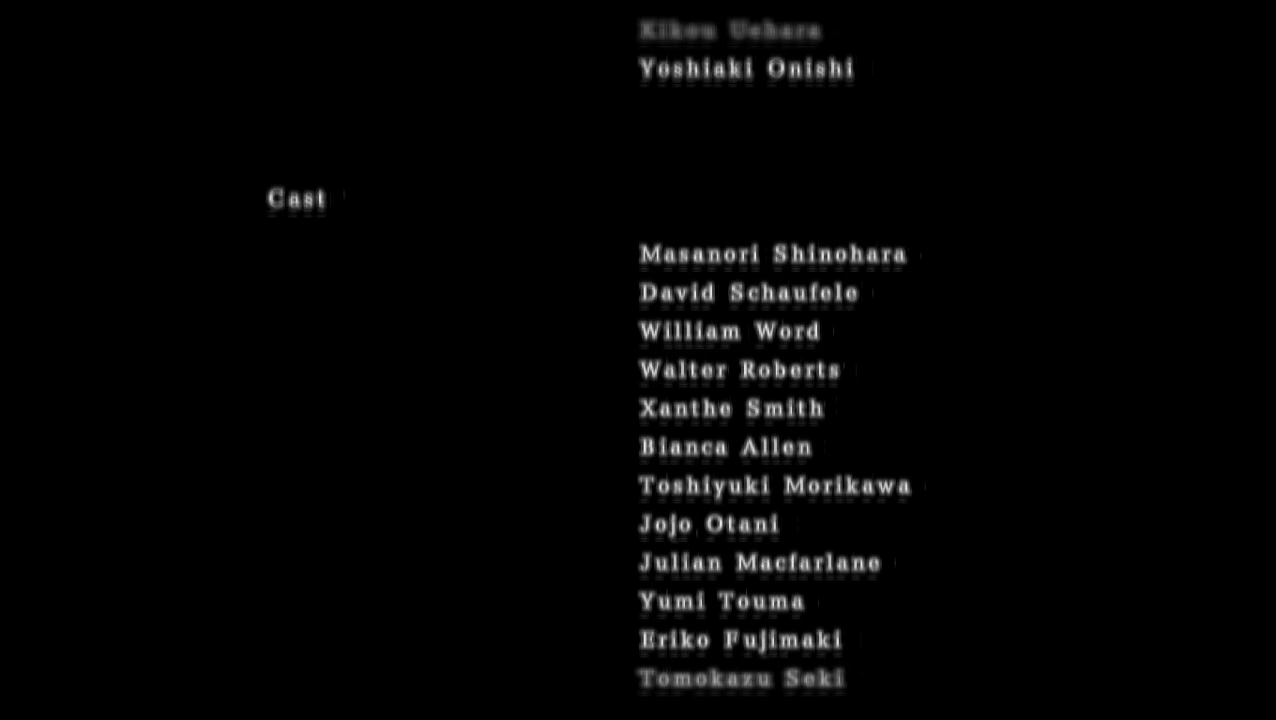 Kikou Uehara
Yoshiaki Onishi
Cast
Masanori Shinohara
David Schaufele
William Word
Walter Roberts
Xanthe Smith
Bianca Allen
Toshiyuki Morikawa
Jojo Otani
Julian Macfarlane
Yumi Touma
Eriko Fujimaki
Tomokazu Seki